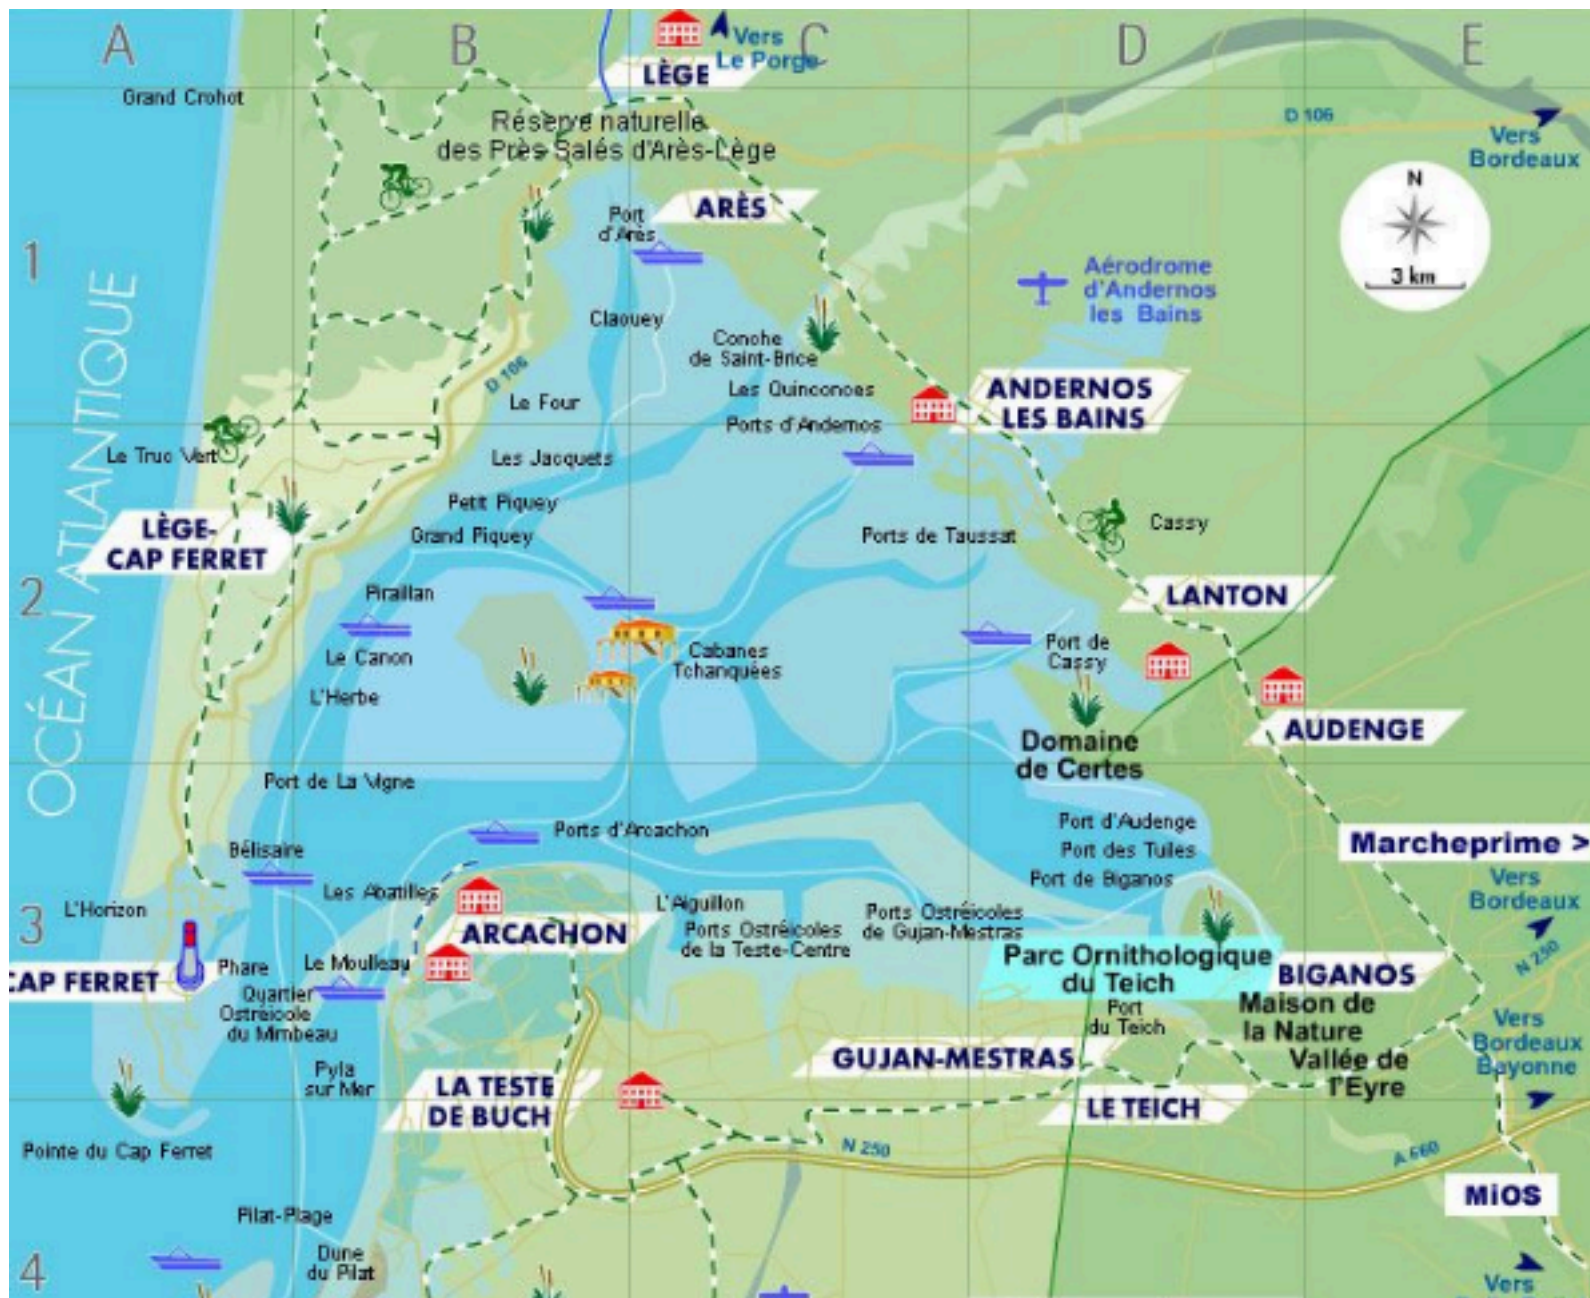 A
B
C
D
E
Vers
Le Porge
LÈGE
Grand Crohot
D 106
Vers
Bordeaux
Réserve naturelle
des Près Salés d'Arès-Lège
N
3 km
ARÈS
Port
d'Arès
1
Aérodrome
d'Andernos
les Bains
Claouey
Conche
de Saint-Brice
OCÉAN ATLANTIQUE
D 106
Les Quinconces
Le Four
ANDERNOS
LES BAINS
Ports d'Andernos
Le Truc Vert
Les Jacquets
Petit Piquey
Grand Piquey
LÈGE-
CAP FERRET
Ports de Taussat
Cassy
2
Piraillan
LANTON
Le Canon
Cabanes
Tchanquées
Port de
Cassy
L'Herbe
AUDENGE
Domaine
de Certes
Port de La Vigne
Ports d'Arcachon
Port d'Audenge
Port des Tuiles
Port de Biganos
Marcheprime >
Bélisaire
Vers
Bordeaux
Les Abatilles
L'Horizon
L'Aiguillon
3
Ports Ostréicoles
de la Teste-Centre
Ports Ostréicoles
de Gujan-Mestras
ARCACHON
Parc Ornithologique
du Teich
N 250
CAP FERRET
Phare
Le Moulleau
BIGANOS
Quartier
Ostréicole
du Mimbeau
Port
du Teich
Maison de
la Nature
Vallée de
l'Eyre
Vers
Bordeaux
Bayonne
GUJAN-MESTRAS
Pyla
sur Mer
LA TESTE
DE BUCH
LE TEICH
Pointe du Cap Ferret
N 250
A 660
MiOS
Pilat-Plage
Dune
du Pilat
4
Vers